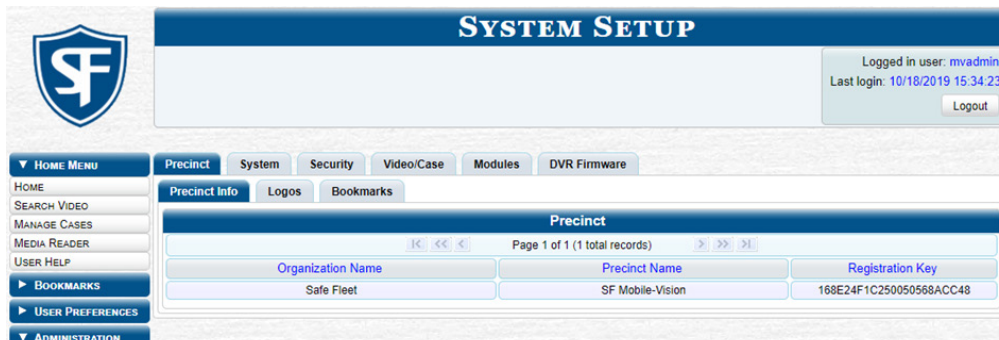 SYSTEM SETUP
SF
Logged in user: mvadmin
Last login: 10/18/2019 15:34:23
Logout
▼ HOME MENU
HOME
SEARCH VIDEO
MANAGE CASES
MEDIA READER
USER HELP
► BOOKMARKS
► USER PREFERENCES
▼ ADMINISTRATION
Precinct System Security Video/Case Modules DVR Firmware
Precinct Info Logos Bookmarks
Precinct
|< << < Page 1 of 1 (1 total records) > >> >|
Organization Name Precinct Name Registration Key
Safe Fleet SF Mobile-Vision 168E24F1C250050568ACC48